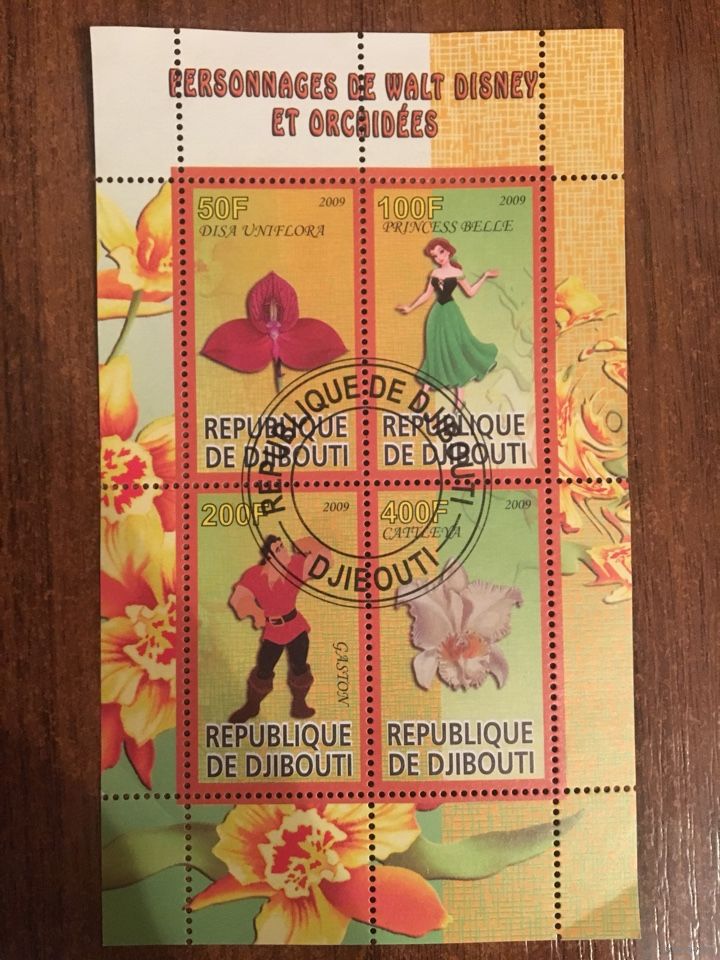 PERSONNAGES DE WALT DISNEY
ET ORCHIDÉES
50F 2009
DISA UNIFLORA
REPUBLIQUE
DE DJIBOUTI
100F 2009
PRINCESS BELLE
REPUBLIQUE
DE DJIBOUTI
REPUBLIQUE DE DJIBOUTI
DJIBOUTI
200F 2009
GASTON
REPUBLIQUE
DE DJIBOUTI
400F 2009
CATTLEYA
REPUBLIQUE
DE DJIBOUTI